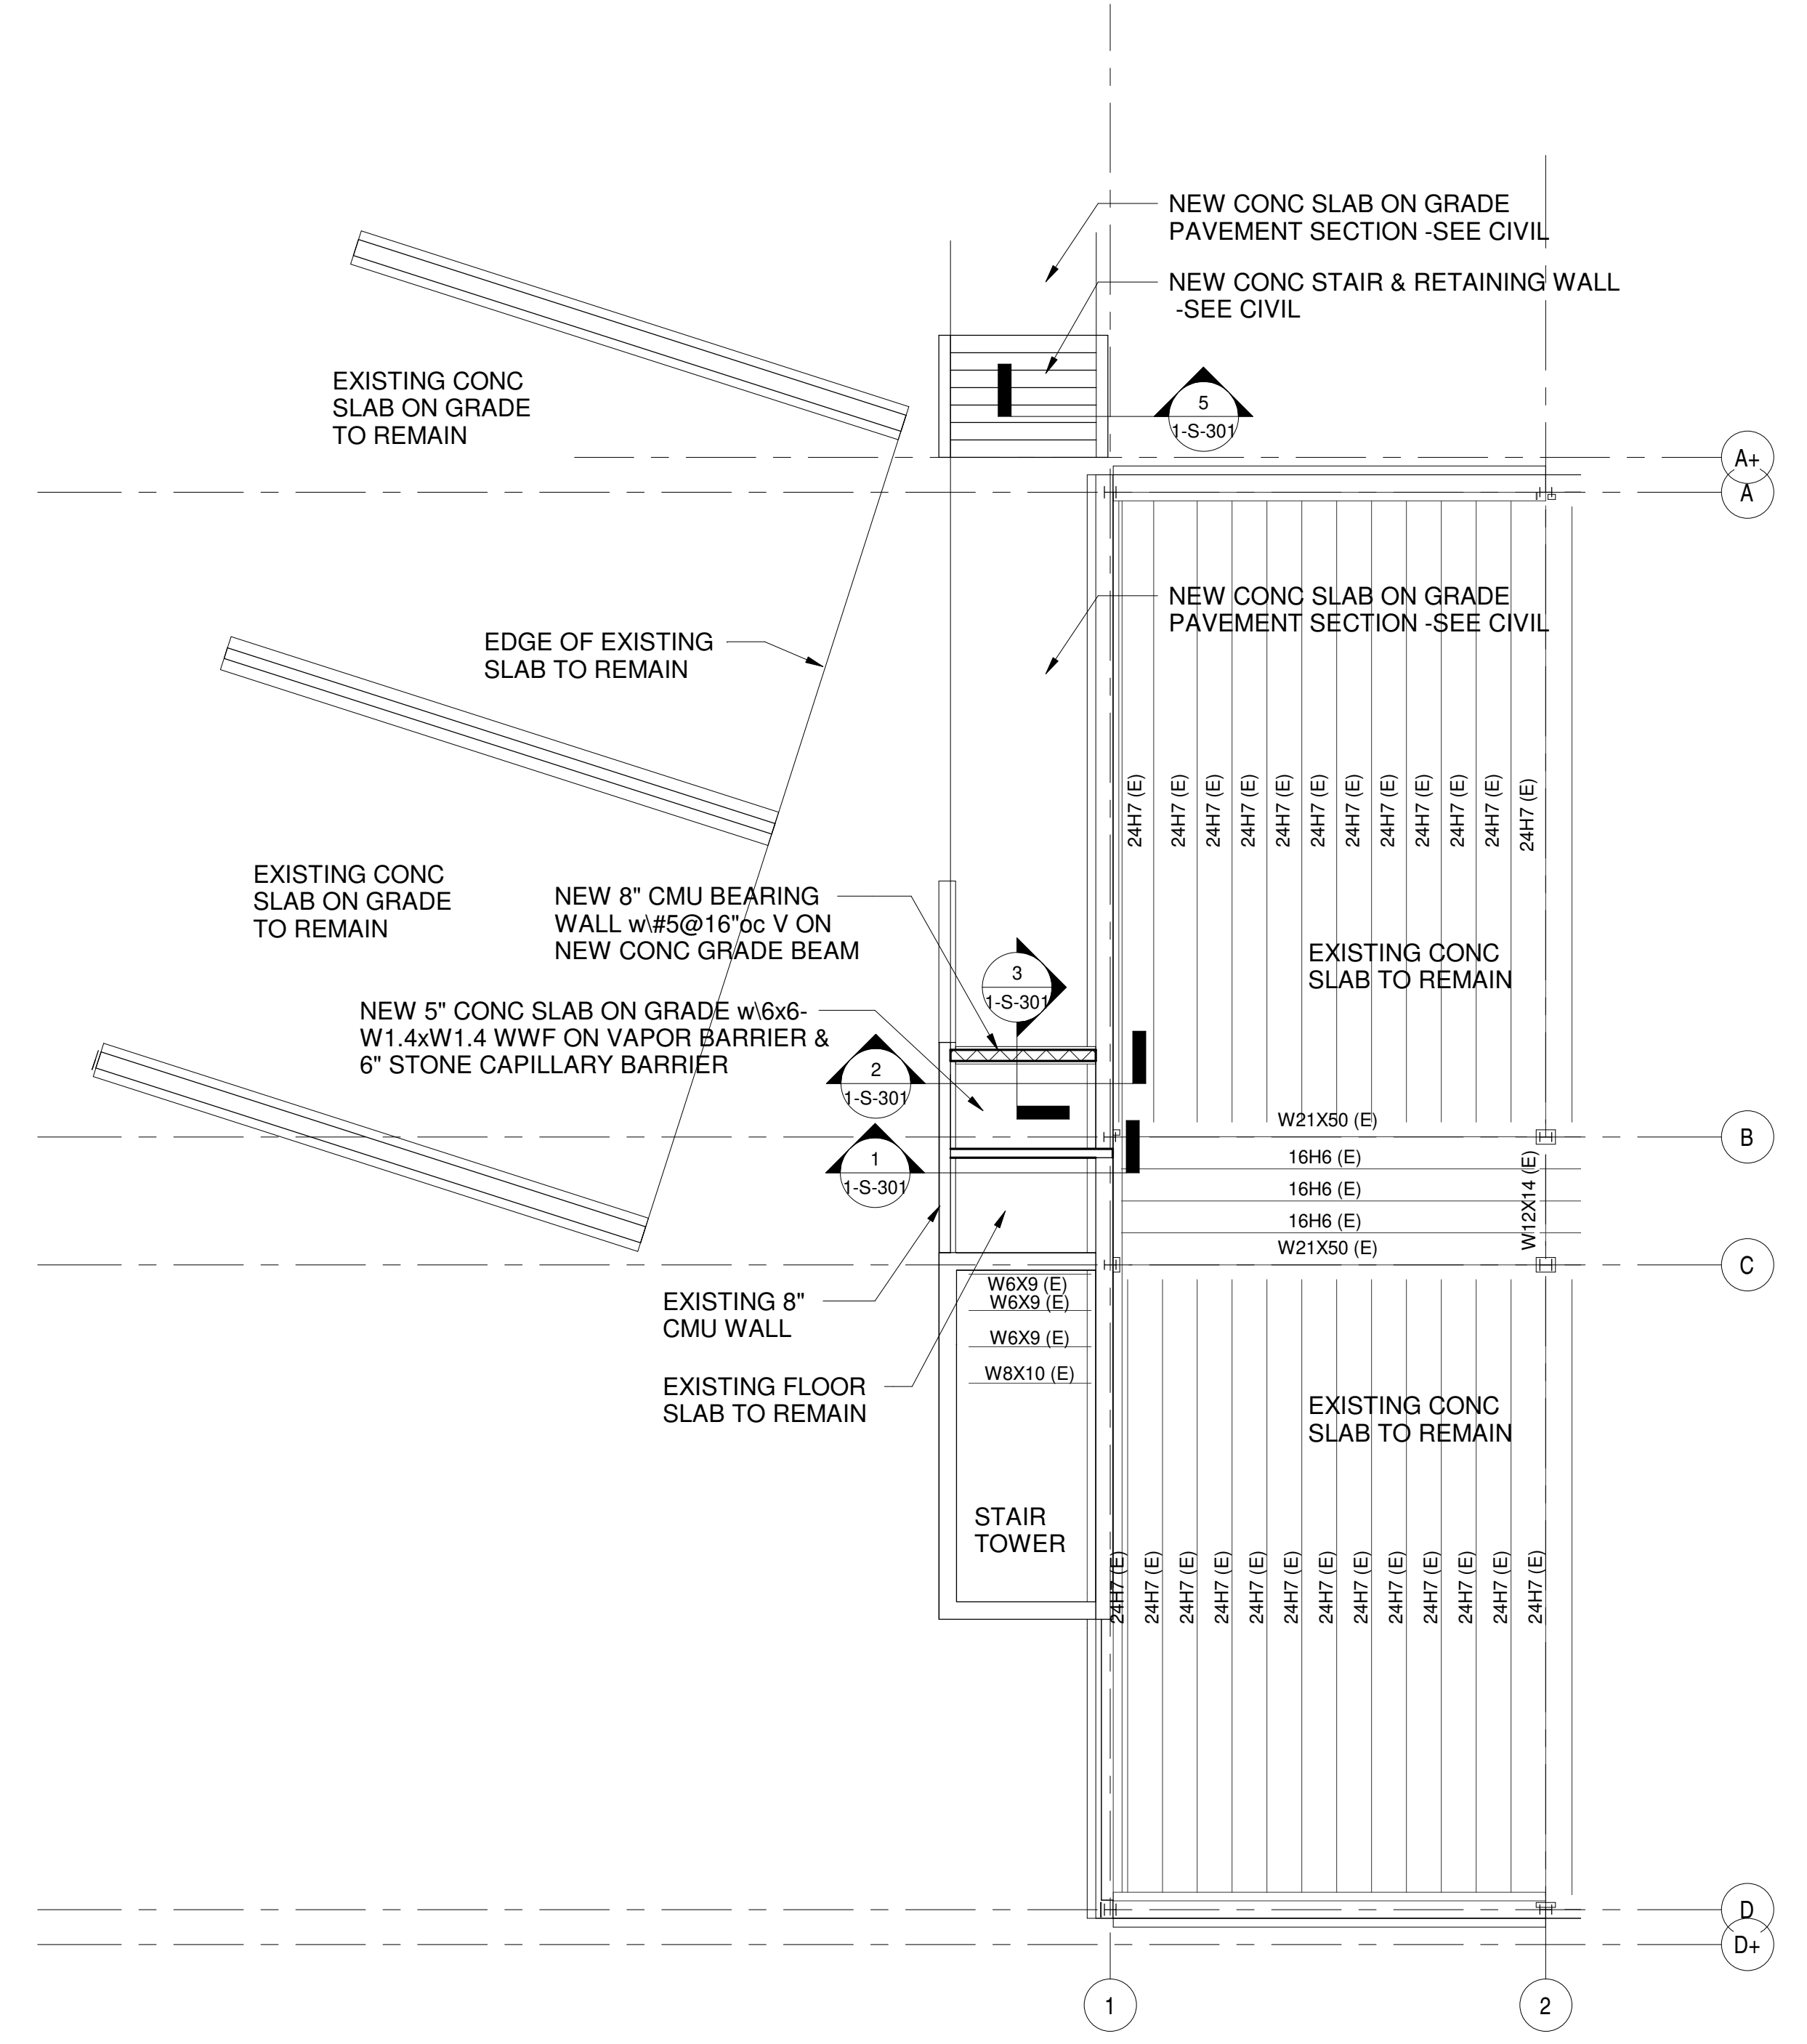 NEW CONC SLAB ON GRADE
PAVEMENT SECTION -SEE CIVIL
NEW CONC STAIR & RETAINING WALL
-SEE CIVIL
EXISTING CONC
SLAB ON GRADE
TO REMAIN
5
1-S-301
A+
A
NEW CONC SLAB ON GRADE
PAVEMENT SECTION -SEE CIVIL
EDGE OF EXISTING
SLAB TO REMAIN
24H7 (E)
24H7 (E)
24H7 (E)
24H7 (E)
24H7 (E)
24H7 (E)
24H7 (E)
24H7 (E)
24H7 (E)
24H7 (E)
24H7 (E)
24H7 (E)
EXISTING CONC
SLAB ON GRADE
TO REMAIN
NEW 8" CMU BEARING
WALL w\#5@16"oc V ON
NEW CONC GRADE BEAM
EXISTING CONC
SLAB TO REMAIN
3
1-S-301
NEW 5" CONC SLAB ON GRADE w\6x6-
W1.4xW1.4 WWF ON VAPOR BARRIER &
6" STONE CAPILLARY BARRIER
2
1-S-301
W21X50 (E)
B
1
1-S-301
16H6 (E)
16H6 (E)
16H6 (E)
W12X14 (E)
W21X50 (E)
C
W6X9 (E)
W6X9 (E)
W6X9 (E)
W8X10 (E)
EXISTING 8"
CMU WALL
EXISTING FLOOR
SLAB TO REMAIN
EXISTING CONC
SLAB TO REMAIN
STAIR
TOWER
24H7 (E)
24H7 (E)
24H7 (E)
24H7 (E)
24H7 (E)
24H7 (E)
24H7 (E)
24H7 (E)
24H7 (E)
24H7 (E)
24H7 (E)
24H7 (E)
24H7 (E)
D
D+
1
2